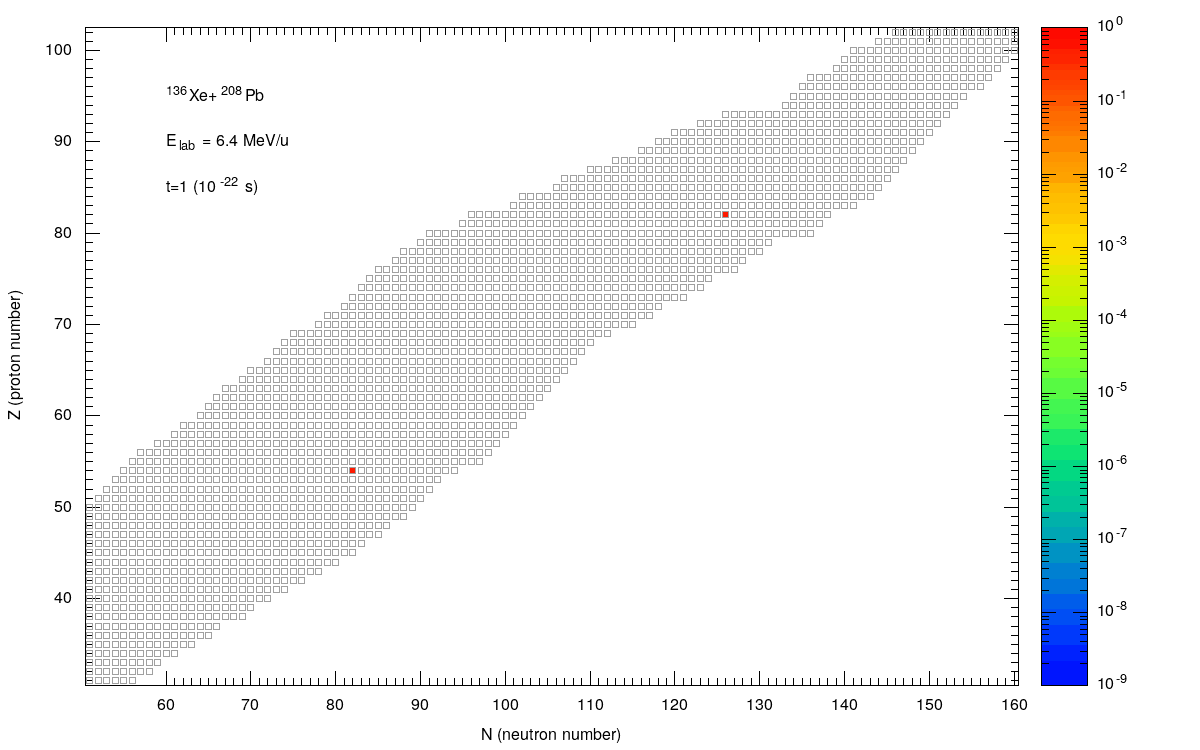 136Xe+ 208Pb
E lab = 6.4 MeV/u
t=1 (10 -22 s)
Z (proton number)
100
90
80
70
60
50
40
60 70 80 90 100 110 120 130 140 150 160
N (neutron number)
10^0
10^-1
10^-2
10^-3
10^-4
10^-5
10^-6
10^-7
10^-8
10^-9